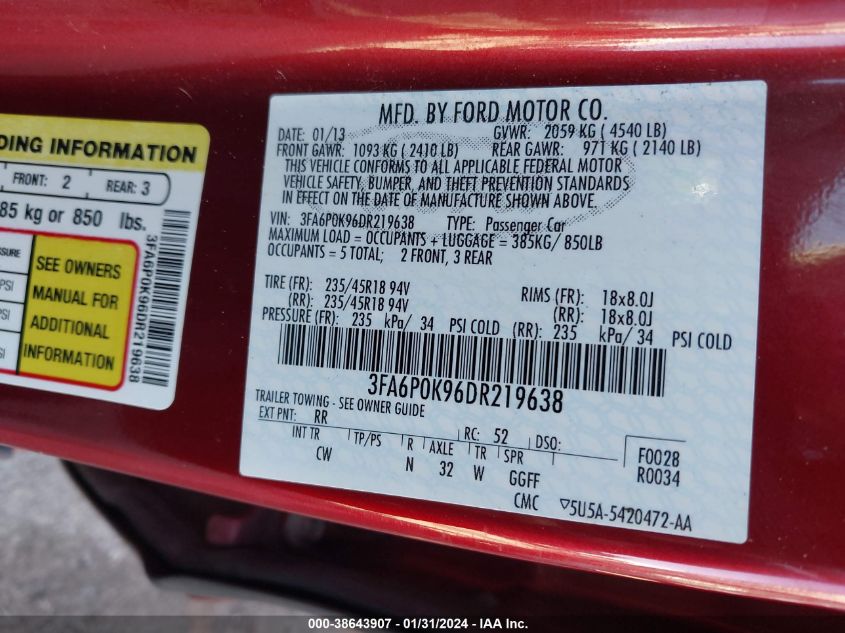 DING INFORMATION
FRONT: 2 REAR: 3
85 kg or 850 lbs.
SSURE
PSI
PSI
SI
SEE OWNERS
MANUAL FOR
ADDITIONAL
INFORMATION
3FA6P0K96DR219638
MFD. BY FORD MOTOR CO.
DATE: 01/13 GVWR: 2059 KG ( 4540 LB)
FRONT GAWR: 1093 KG ( 2410 LB) REAR GAWR: 971 KG ( 2140 LB)
THIS VEHICLE CONFORMS TO ALL APPLICABLE FEDERAL MOTOR
VEHICLE SAFETY, BUMPER, AND THEFT PREVENTION STANDARDS
IN EFFECT ON THE DATE OF MANUFACTURE SHOWN ABOVE.
VIN: 3FA6P0K96DR219638 TYPE: Passenger Car
MAXIMUM LOAD = OCCUPANTS + LUGGAGE = 385KG/ 850LB
OCCUPANTS = 5 TOTAL; 2 FRONT, 3 REAR
TIRE (FR): 235/45R18 94V RIMS (FR): 18x8.0J
(RR): 235/45R18 94V (RR): 18x8.0J
PRESSURE (FR): 235 kPa/ 34 PSI COLD (RR): 235 kPa/ 34 PSI COLD
3FA6P0K96DR219638
TRAILER TOWING - SEE OWNER GUIDE
EXT PNT: RR RC: 52 DSO: F0028
INT TR TP/PS R AXLE TR SPR R0034
CW N 32 W GGFF
CMC ▽5U5A-5420472-AA
000-38643907 - 01/31/2024 - IAA Inc.